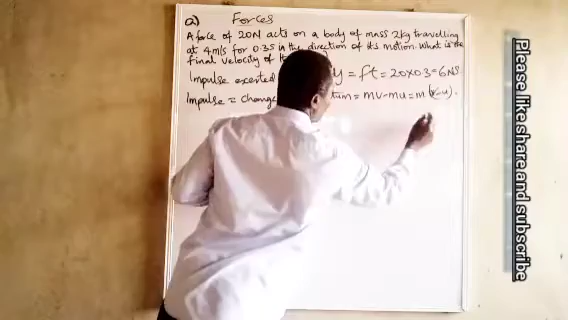 a) Forces
A force of 20N acts on a body of mass 2kg travelling
at 4m/s for 0.3s in the direction of its motion. What is the
final velocity of
Impulse exerted y = ft = 20x0.3=6NS
Impulse = Change tum = mv-mu=m(v-u).
Please like share and subscribe